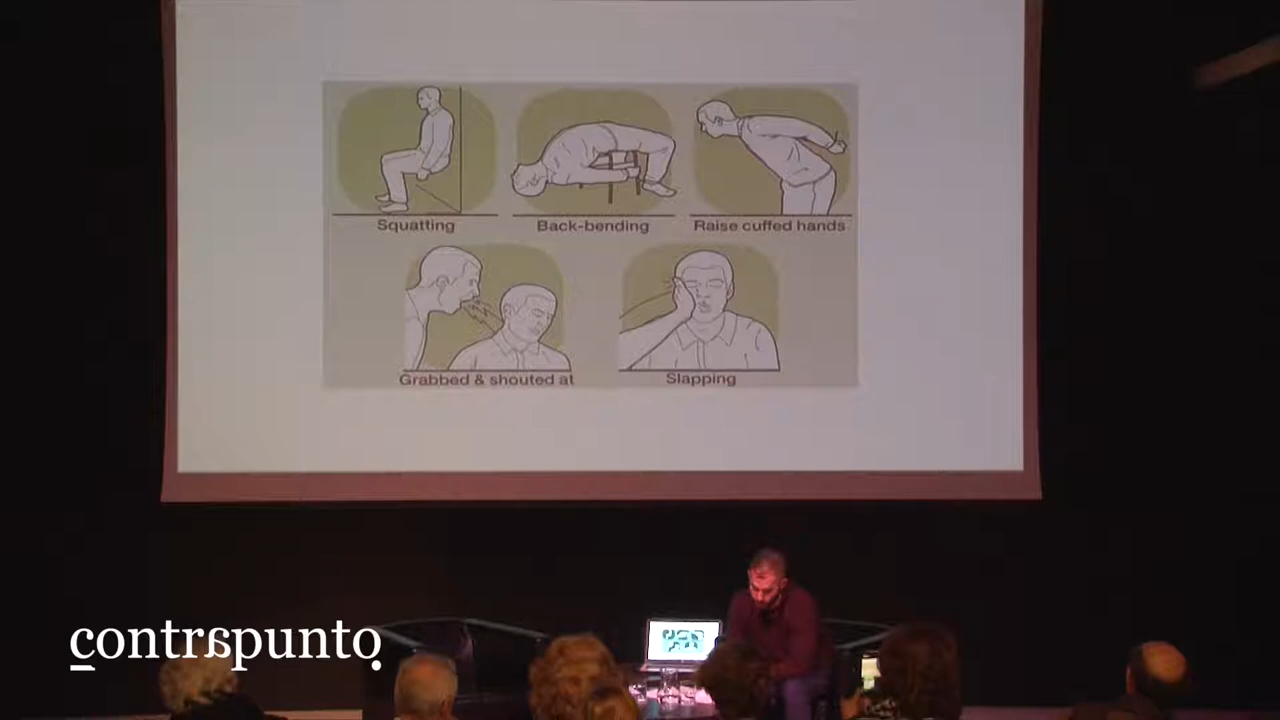 Squatting
Back-bending
Raise cuffed hands
Grabbed & shouted at
Slapping
contrapunto